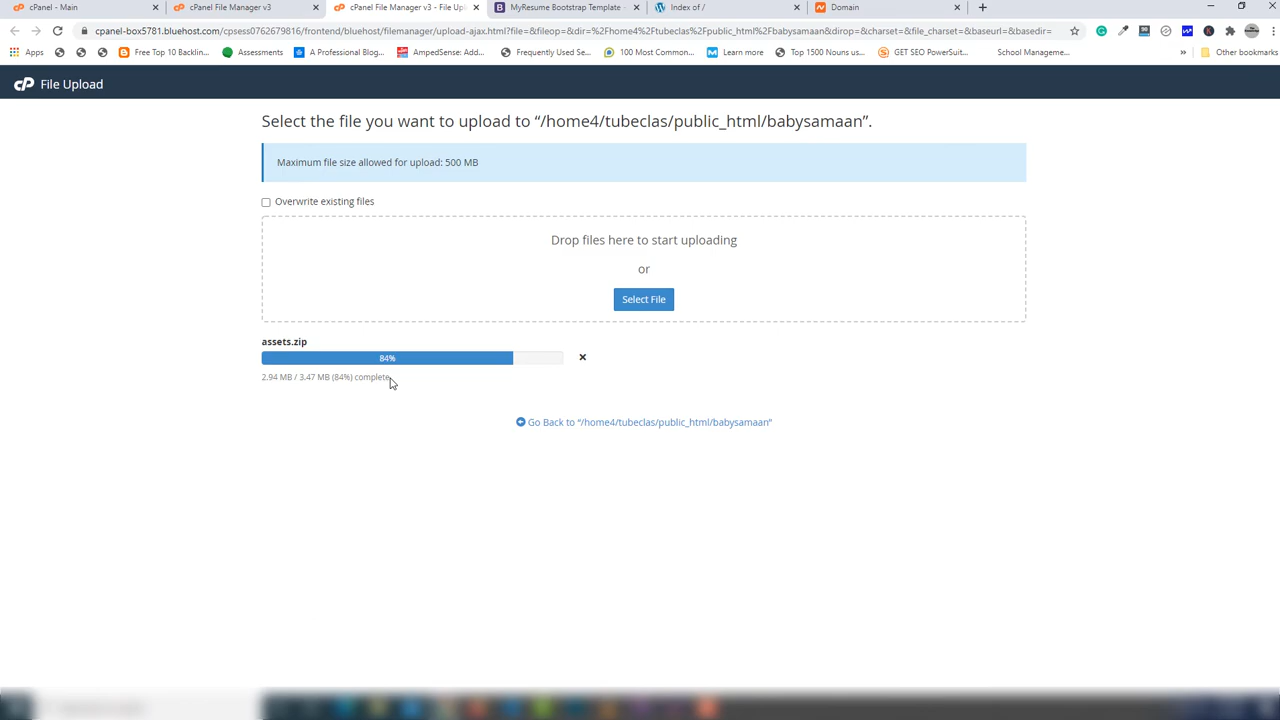 cPanel - Main
cPanel File Manager v3
cPanel File Manager v3 - File Upl
MyResume Bootstrap Template -
Index of /
Domain
cpanel-box5781.bluehost.com/cpsess0762679816/frontend/bluehost/filemanager/upload-ajax.html?file=&fileop=&dir=%2Fhome4%2Ftubeclas%2Fpublic_html%2Fbabysamaan&dirop=&charset=&file_charset=&baseurl=&basedir=
Apps
Free Top 10 Backlin...
Assessments
A Professional Blog...
AmpedSense: Add...
Frequently Used Se...
100 Most Common...
Learn more
Top 1500 Nouns us...
GET SEO PowerSuit...
School Manageme...
»
Other bookmarks
cP File Upload
Select the file you want to upload to “/home4/tubeclas/public_html/babysamaan”.
Maximum file size allowed for upload: 500 MB
Overwrite existing files
Drop files here to start uploading
or
Select File
assets.zip
84%
2.94 MB / 3.47 MB (84%) complete
Go Back to “/home4/tubeclas/public_html/babysamaan”